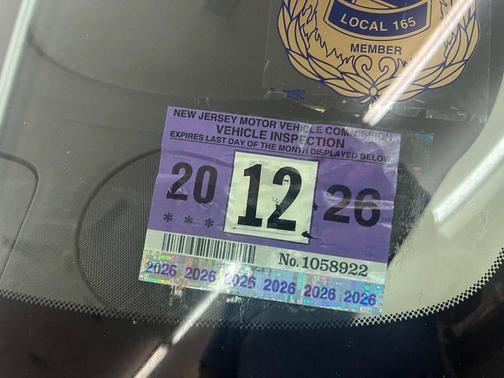 LOCAL 165
MEMBER
NEW JERSEY MOTOR VEHICLE COMMISSION
VEHICLE INSPECTION
EXPIRES LAST DAY OF THE MONTH DISPLAYED BELOW
20 12 26
* * *
No. 1058922
2026 2026 2026 2026 2026 2026